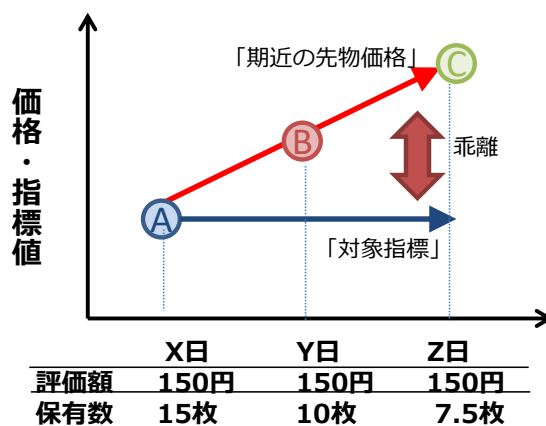 「期近の先物価格」
C
B
乖離
A
「対象指標」
価格・指標値
X日 Y日 Z日
評価額 150円 150円 150円
保有数 15枚 10枚 7.5枚